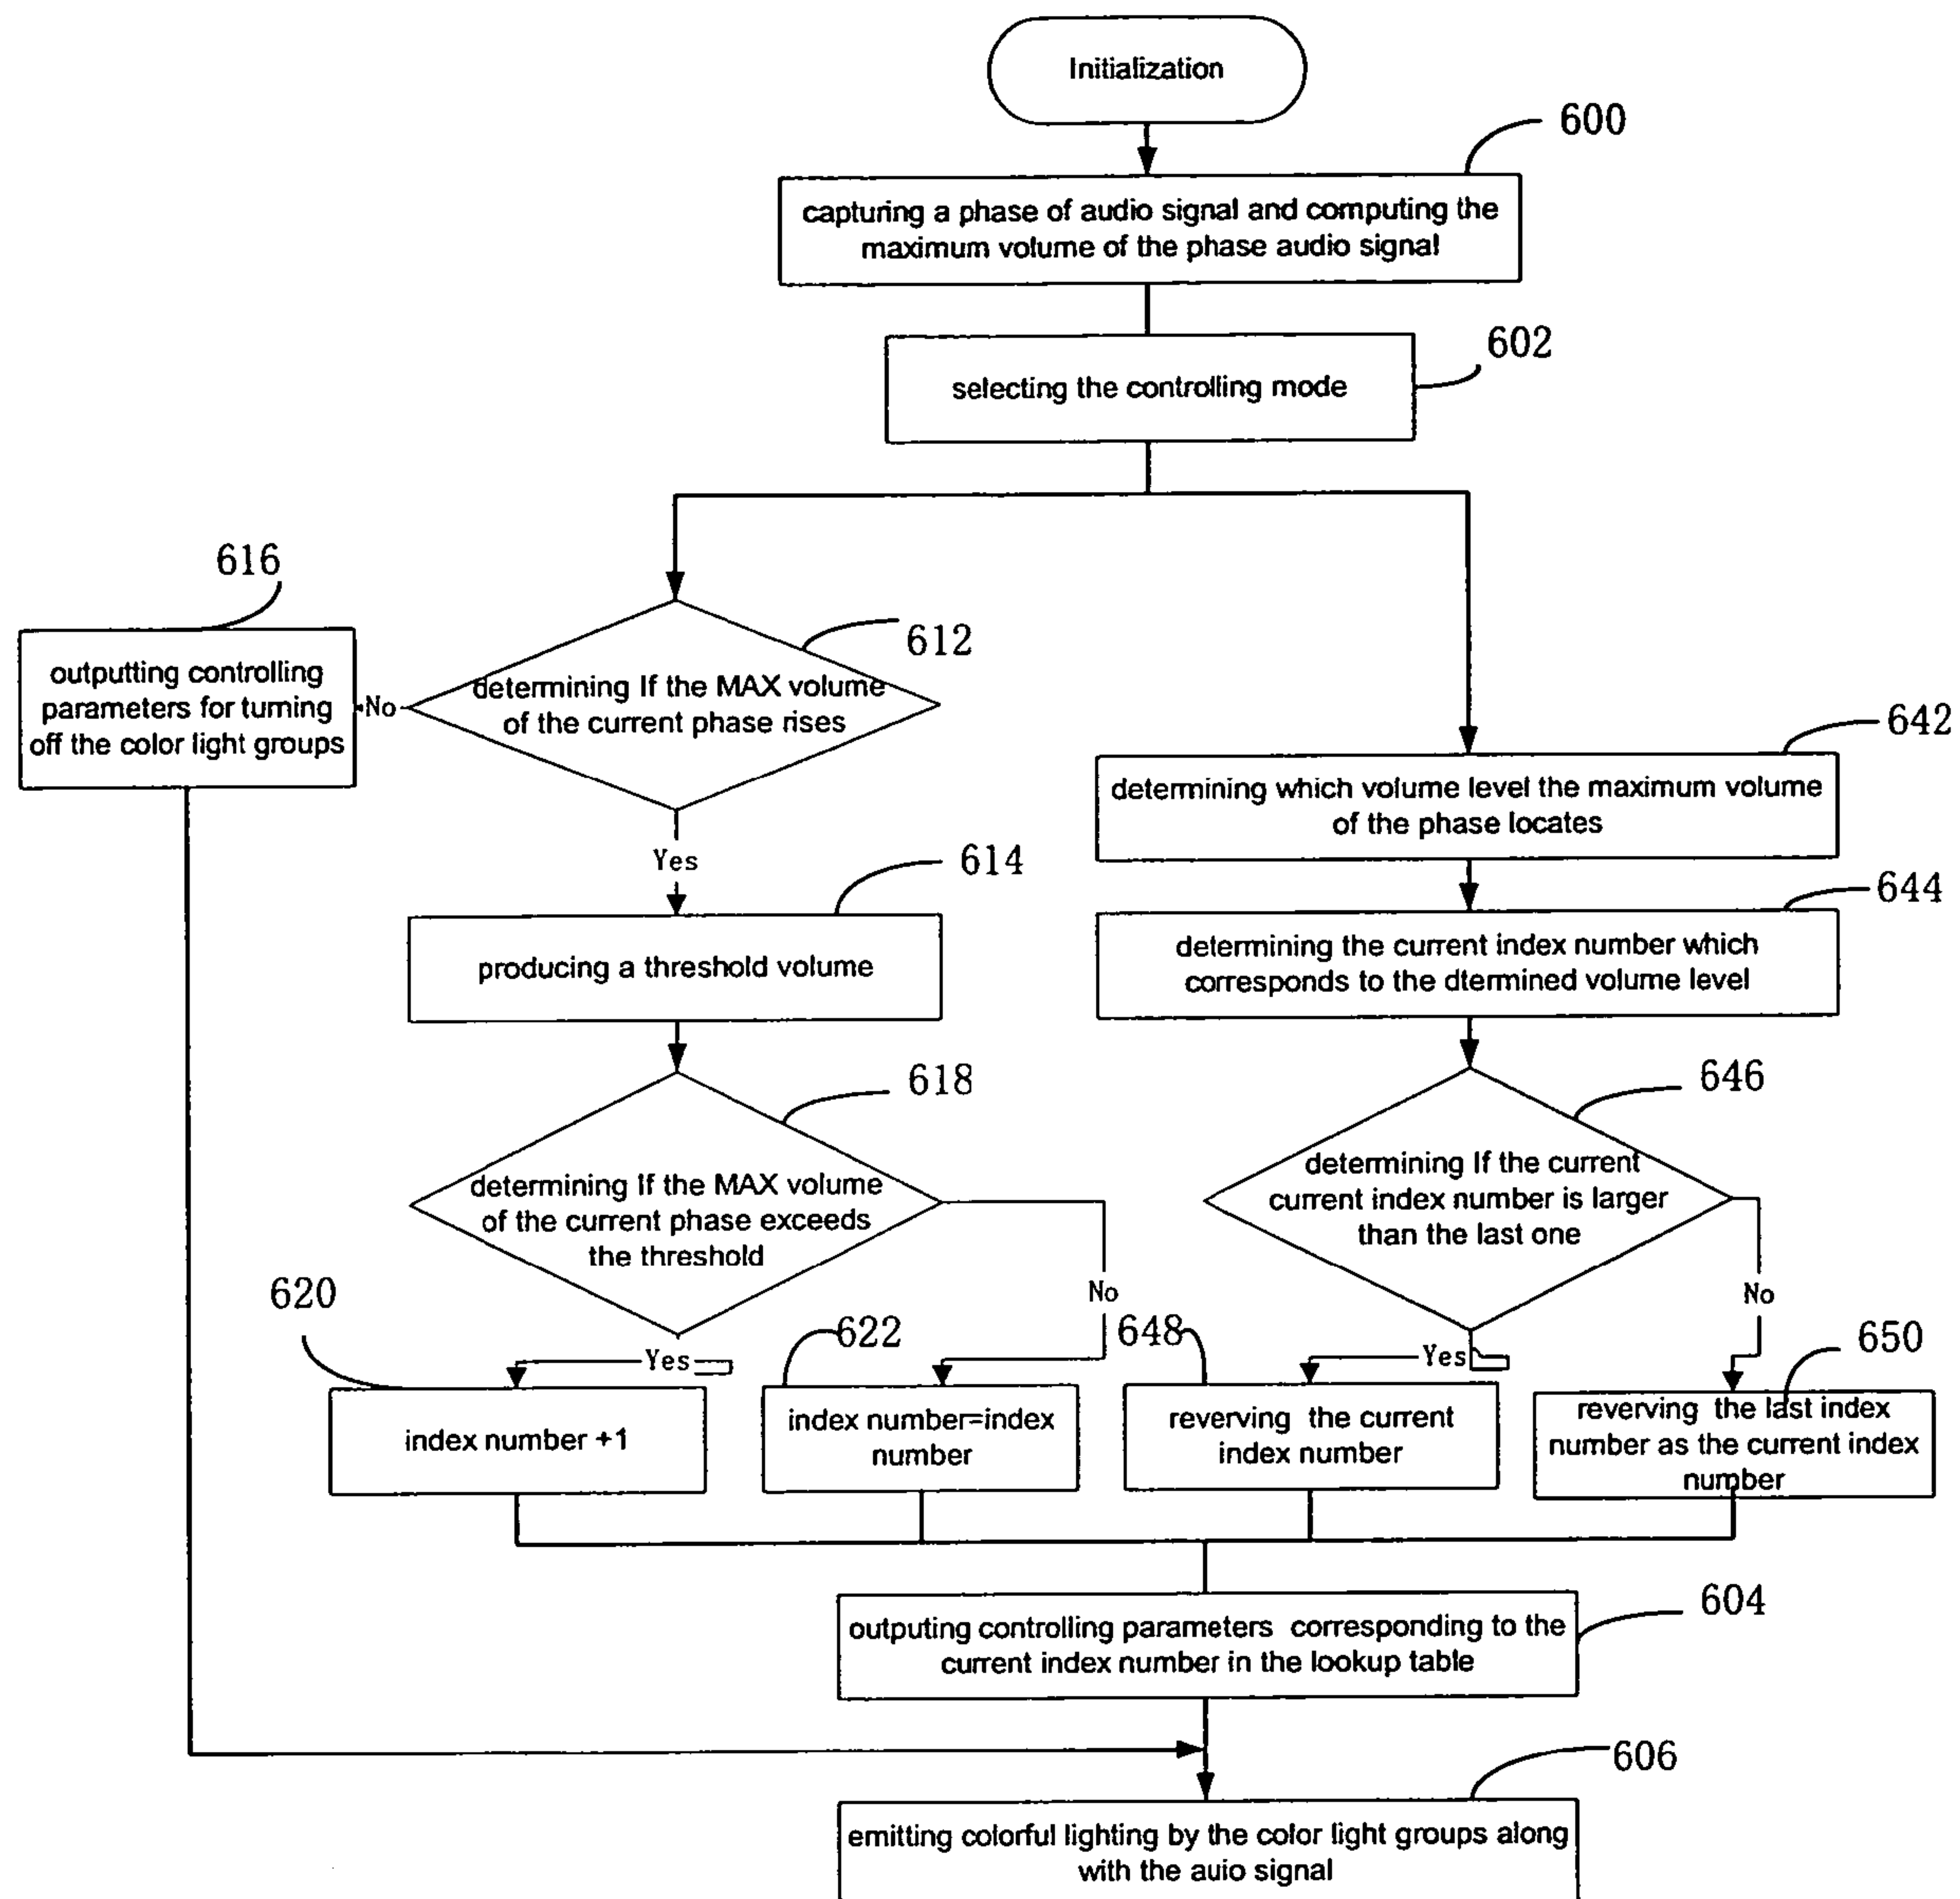 Initialization
600
capturing a phase of audio signal and computing the
maximum volume of the phase audio signal
602
selecting the controlling mode
616
outputting controlling
parameters for turning
off the color light groups
No
612
determining If the MAX volume
of the current phase rises
642
determining which volume level the maximum volume
of the phase locates
Yes
614
producing a threshold volume
644
determining the current index number which
corresponds to the dtermined volume level
618
determining If the MAX volume
of the current phase exceeds
the threshold
646
determining If the current
current index number is larger
than the last one
620
Yes
No
622
648
Yes
No
650
index number +1
index number=index
number
reverving the current
index number
reverving the last index
number as the current index
number
604
outputing controlling parameters corresponding to the
current index number in the lookup table
606
emitting colorful lighting by the color light groups along
with the auio signal